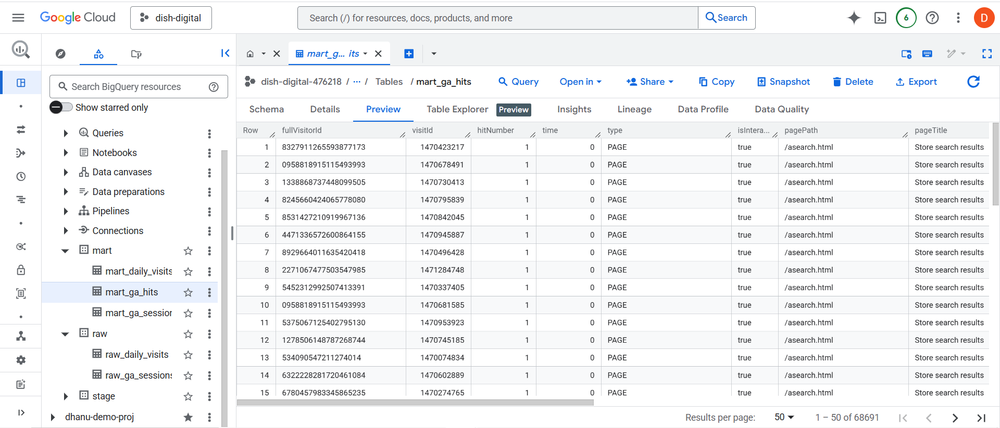 Google Cloud dish-digital Search (/) for resources, docs, products, and more Search 6 D
mart_g... its
Search BigQuery resources
Show starred only
Queries
Notebooks
Data canvases
Data preparations
Pipelines
Connections
mart
mart_daily_visits
mart_ga_hits
mart_ga_session
raw
raw_daily_visits
raw_ga_sessions
stage
dhanu-demo-proj
dish-digital-476218 / ... / Tables / mart_ga_hits Query Open in Share Copy Snapshot Delete Export
Schema Details Preview Table Explorer Preview Insights Lineage Data Profile Data Quality
Row fullVisitorId visitId hitNumber time type isIntera... pagePath pageTitle
1 8327911265593877173 1470423217 1 0 PAGE true /asearch.html Store search results
2 0958818915115493993 1470678491 1 0 PAGE true /asearch.html Store search results
3 1338868737448099505 1470730413 1 0 PAGE true /asearch.html Store search results
4 8245660424065778080 1470795839 1 0 PAGE true /asearch.html Store search results
5 8531427210919967136 1470842045 1 0 PAGE true /asearch.html Store search results
6 4471336572600864155 1470945887 1 0 PAGE true /asearch.html Store search results
7 8929664011635420418 1470496428 1 0 PAGE true /asearch.html Store search results
8 2271067477503547985 1471284748 1 0 PAGE true /asearch.html Store search results
9 5452312992507413391 1470337405 1 0 PAGE true /asearch.html Store search results
10 0958818915115493993 1470681585 1 0 PAGE true /asearch.html Store search results
11 5375067125402795130 1470953923 1 0 PAGE true /asearch.html Store search results
12 1278506148787268744 1470745185 1 0 PAGE true /asearch.html Store search results
13 534090547211274014 1470074834 1 0 PAGE true /asearch.html Store search results
14 6322228281720461084 1470602889 1 0 PAGE true /asearch.html Store search results
15 6780457983345865235 1470274765 1 0 PAGE true /asearch.html Store search results
Results per page: 50 1 – 50 of 68691